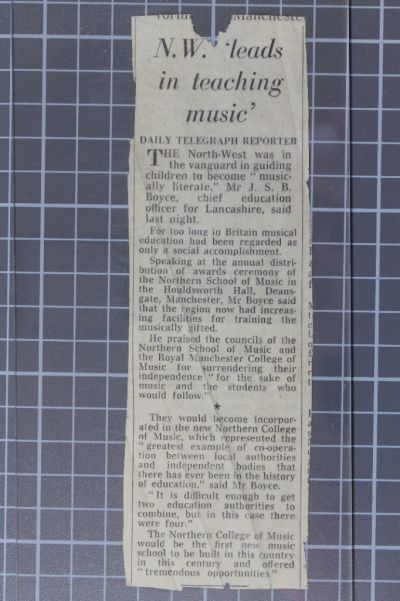 Manchester
N.W. ‘leads
in teaching
music’
DAILY TELEGRAPH REPORTER
THE North-West was in
the vanguard in guiding
children to become “music-
ally literate,” Mr J. S. B.
Boyce, chief education
officer for Lancashire, said
last night.
For too long in Britain musical
education had been regarded as
only a social accomplishment.
Speaking at the annual distri-
bution of awards ceremony of
the Northern School of Music in
the Houldsworth Hall, Deans-
gate, Manchester, Mr Boyce said
that the region now had increas-
ing facilities for training the
musically gifted.
He praised the councils of the
Northern School of Music and
the Royal Manchester College of
Music for surrendering their
independence “for the sake of
music and the students who
would follow.”
★
They would become incorpor-
ated in the new Northern College
of Music, which represented the
“greatest example of co-opera-
tion between local authorities
and independent bodies that
there has ever been in the history
of education,” said Mr Boyce.
“It is difficult enough to get
two education authorities to
combine, but in this case there
were four.”
The Northern College of Music
would be the first new music
school to be built in this country
in this century and offered
“tremendous opportunities.”